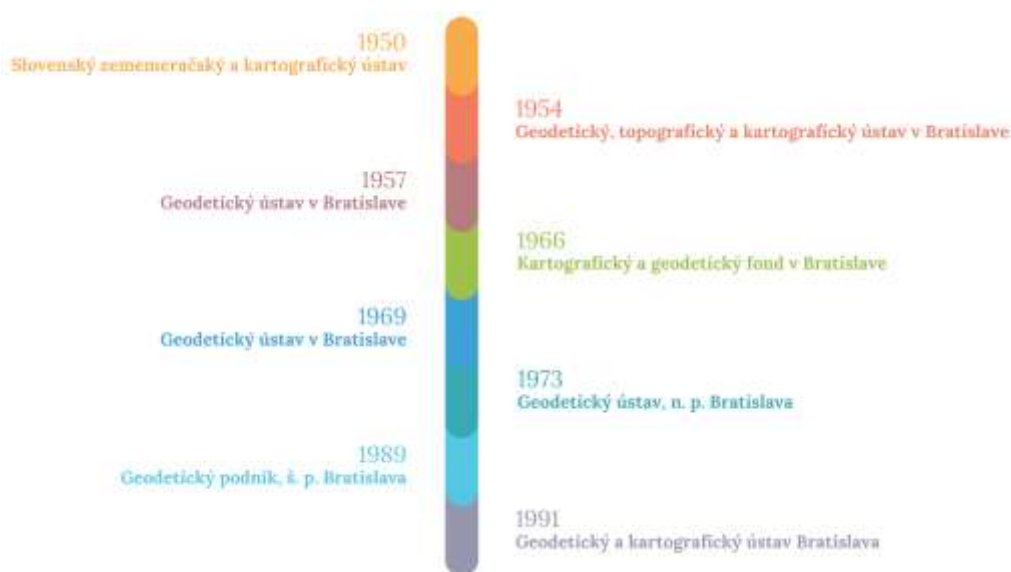 1950
Slovenský zememeračský a kartografický ústav
1954
Geodetický, topografický a kartografický ústav v Bratislave
1957
Geodetický ústav v Bratislave
1966
Kartografický a geodetický fond v Bratislave
1969
Geodetický ústav v Bratislave
1973
Geodetický ústav, n. p. Bratislava
1989
Geodetický podnik, š. p. Bratislava
1991
Geodetický a kartografický ústav Bratislava